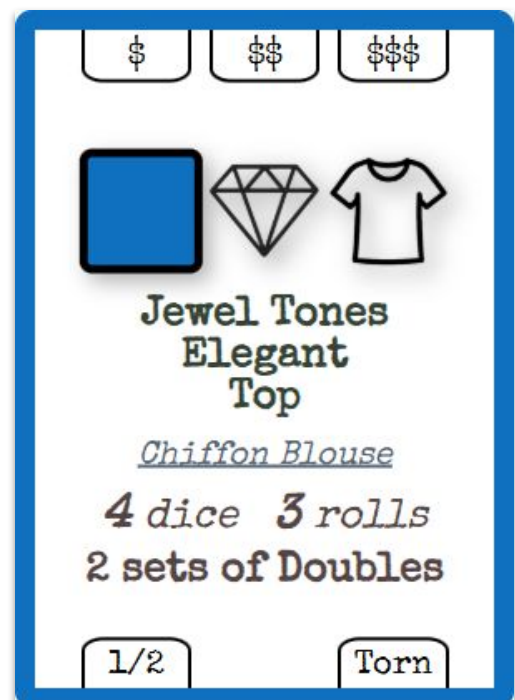 $ $$ $$$
Jewel Tones
Elegant
Top
Chiffon Blouse
4 dice 3 rolls
2 sets of Doubles
1/2 Torn